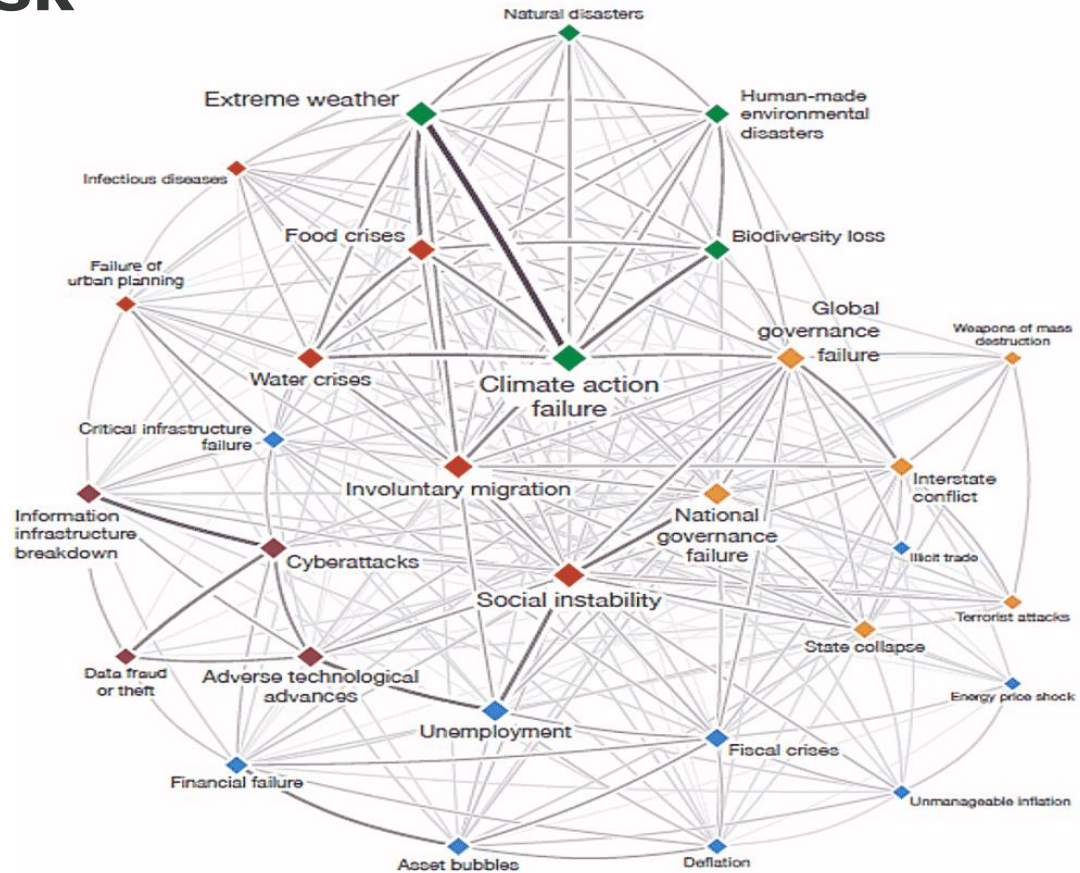 Natural disasters
Extreme weather
Human-made
environmental
disasters
Infectious diseases
Food crises
Biodiversity loss
Failure of
urban planning
Global
governance
failure
Weapons of mass
destruction
Water crises
Climate action
failure
Critical infrastructure
failure
Involuntary migration
Interstate
conflict
Information
infrastructure
breakdown
National
governance
failure
Cyberattacks
Illicit trade
Social instability
Terrorist attacks
State collapse
Data fraud
or theft
Adverse technological
advances
Energy price shock
Unemployment
Fiscal crises
Financial failure
Unmanageable inflation
Asset bubbles
Deflation